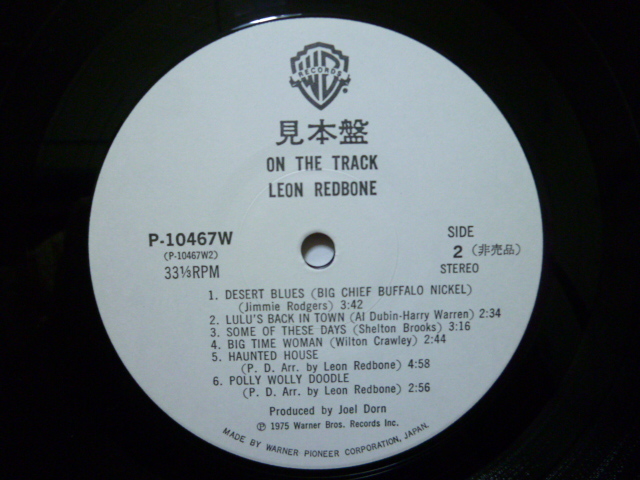 RECORDS
見本盤
ON THE TRACK
LEON REDBONE
P-10467W
(P-10467W2)
33⅓RPM
SIDE
2 (非売品)
STEREO
1. DESERT BLUES (BIG CHIEF BUFFALO NICKEL)
(Jimmie Rodgers) 3:42
2. LULU'S BACK IN TOWN (Al Dubin-Harry Warren) 2:34
3. SOME OF THESE DAYS (Shelton Brooks) 3:16
4. BIG TIME WOMAN (Wilton Crawley) 2:44
5. HAUNTED HOUSE
(P. D. Arr. by Leon Redbone) 4:58
6. POLLY WOLLY DOODLE
(P. D. Arr. by Leon Redbone) 2:56
Produced by Joel Dorn
℗ 1975 Warner Bros. Records Inc.
MADE BY WARNER PIONEER CORPORATION, JAPAN.